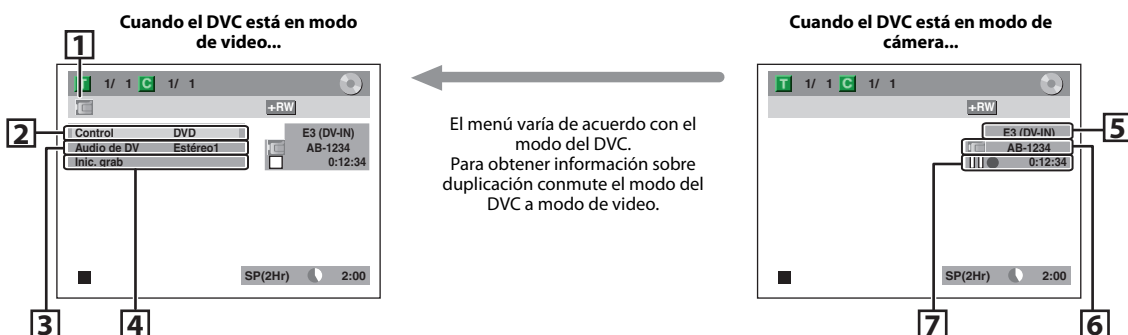 Cuando el DVC está en modo
de video...
1
T 1/ 1 C 1/ 1
+RW
2
Control DVD
Audio de DV Estéreo1
Inic. grab
E3 (DV-IN)
AB-1234
0:12:34
SP(2Hr) 2:00
3
4
El menú varía de acuerdo con el
modo del DVC.
Para obtener información sobre
duplicación conmute el modo del
DVC a modo de video.
Cuando el DVC está en modo de
cámera...
T 1/ 1 C 1/ 1
+RW
E3 (DV-IN)
5
AB-1234
0:12:34
SP(2Hr) 2:00
7
6